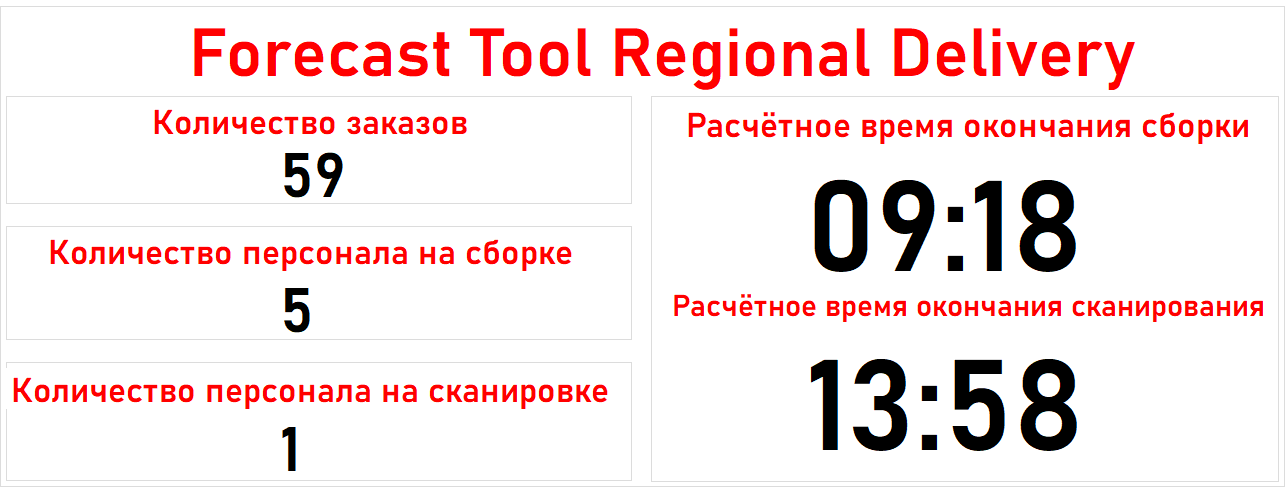 Forecast Tool Regional Delivery
Количество заказов
59
Количество персонала на сборке
5
Количество персонала на сканировке
1
Расчётное время окончания сборки
09:18
Расчётное время окончания сканирования
13:58